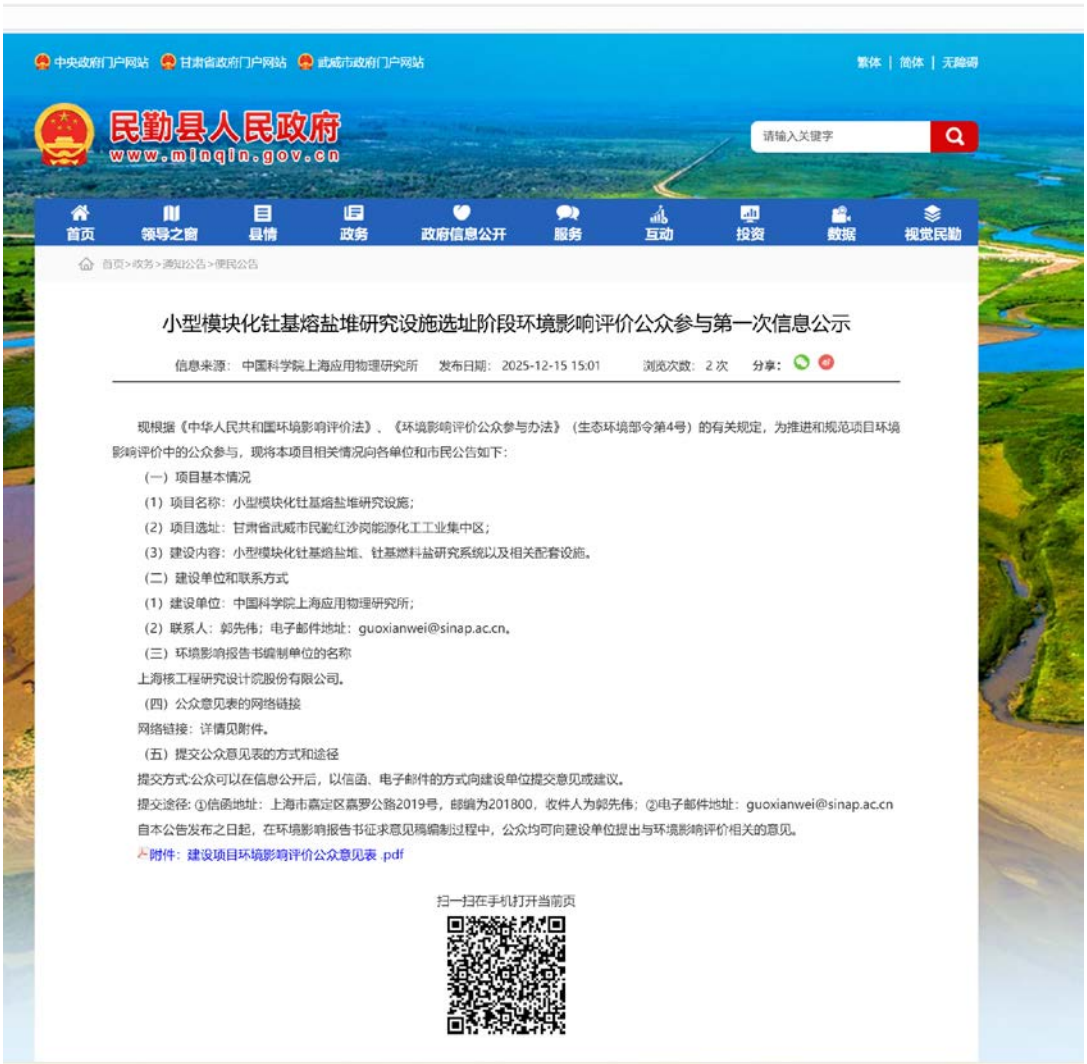 中央政府门户网站 甘肃省政府门户网站 武威市政府门户网站
繁体 | 简体 | 无障碍
民勤县人民政府
www.minqin.gov.cn
请输入关键字
首页 领导之窗 县情 政务 政府信息公开 服务 互动 投资 数据 视觉民勤
首页>政务>通知公告>便民公告
小型模块化钍基熔盐堆研究设施选址阶段环境影响评价公众参与第一次信息公示
信息来源: 中国科学院上海应用物理研究所 发布日期: 2025-12-15 15:01 浏览次数: 2 次 分享:
现根据《中华人民共和国环境影响评价法》、《环境影响评价公众参与办法》（生态环境部令第4号）的有关规定，为推进和规范项目环境
影响评价中的公众参与，现将本项目相关情况向各单位和市民公告如下：
（一）项目基本情况
（1）项目名称：小型模块化钍基熔盐堆研究设施；
（2）项目选址：甘肃省武威市民勤红沙岗能源化工工业集中区；
（3）建设内容：小型模块化钍基熔盐堆、钍基燃料盐研究系统以及相关配套设施。
（二）建设单位和联系方式
（1）建设单位：中国科学院上海应用物理研究所；
（2）联系人：郭先伟；电子邮件地址：guoxianwei@sinap.ac.cn。
（三）环境影响报告书编制单位的名称
上海核工程研究设计院股份有限公司。
（四）公众意见表的网络链接
网络链接：详情见附件。
（五）提交公众意见表的方式和途径
提交方式:公众可以在信息公开后，以信函、电子邮件的方式向建设单位提交意见或建议。
提交途径: ①信函地址：上海市嘉定区嘉罗公路2019号，邮编为201800，收件人为郭先伟；②电子邮件地址：guoxianwei@sinap.ac.cn
自本公告发布之日起，在环境影响报告书征求意见稿编制过程中，公众均可向建设单位提出与环境影响评价相关的意见。
附件：建设项目环境影响评价公众意见表 .pdf
扫一扫在手机打开当前页